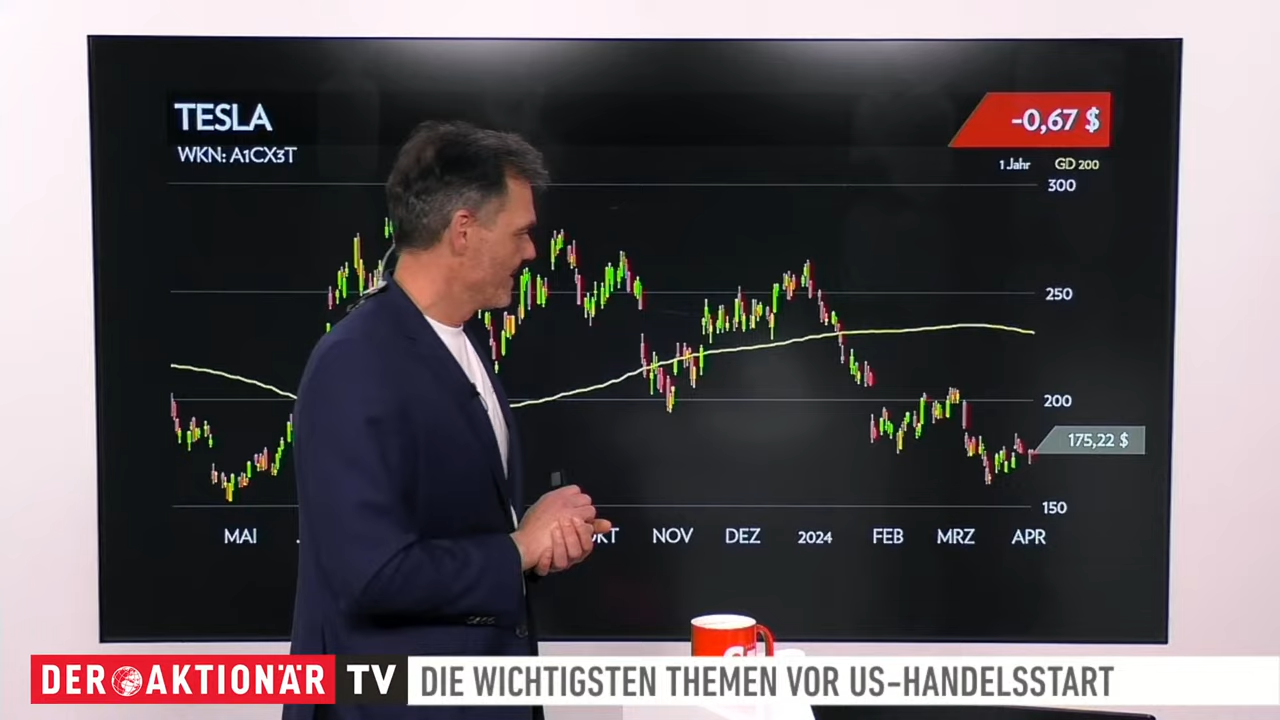 TESLA
WKN: A1CX3T
-0,67 $
1 Jahr GD 200
300
250
200
175,22 $
150
MAI
NOV DEZ 2024 FEB MRZ APR
DER AKTIONÄR TV
DIE WICHTIGSTEN THEMEN VOR US-HANDELSSTART